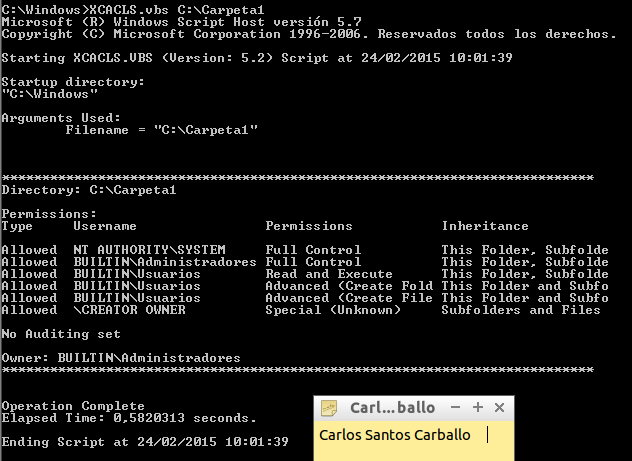 C:\Windows>XCACLS.vbs C:\Carpeta1
Microsoft (R) Windows Script Host versión 5.7
Copyright (C) Microsoft Corporation 1996-2006. Reservados todos los derechos.
Starting XCACLS.VBS (Version: 5.2) Script at 24/02/2015 10:01:39
Startup directory:
"C:\Windows"
Arguments Used:
Filename = "C:\Carpeta1"
**************************************************************************
Directory: C:\Carpeta1
Permissions:
Type Username Permissions Inheritance
Allowed NT AUTHORITY\SYSTEM Full Control This Folder, Subfolde
Allowed BUILTIN\Administradores Full Control This Folder, Subfolde
Allowed BUILTIN\Usuarios Read and Execute This Folder, Subfolde
Allowed BUILTIN\Usuarios Advanced (Create Fold This Folder and Subfo
Allowed BUILTIN\Usuarios Advanced (Create File This Folder and Subfo
Allowed \CREATOR OWNER Special (Unknown) Subfolders and Files
No Auditing set
Owner: BUILTIN\Administradores
**************************************************************************
Operation Complete
Elapsed Time: 0,5820313 seconds.
Ending Script at 24/02/2015 10:01:39
Carl...ballo
Carlos Santos Carballo